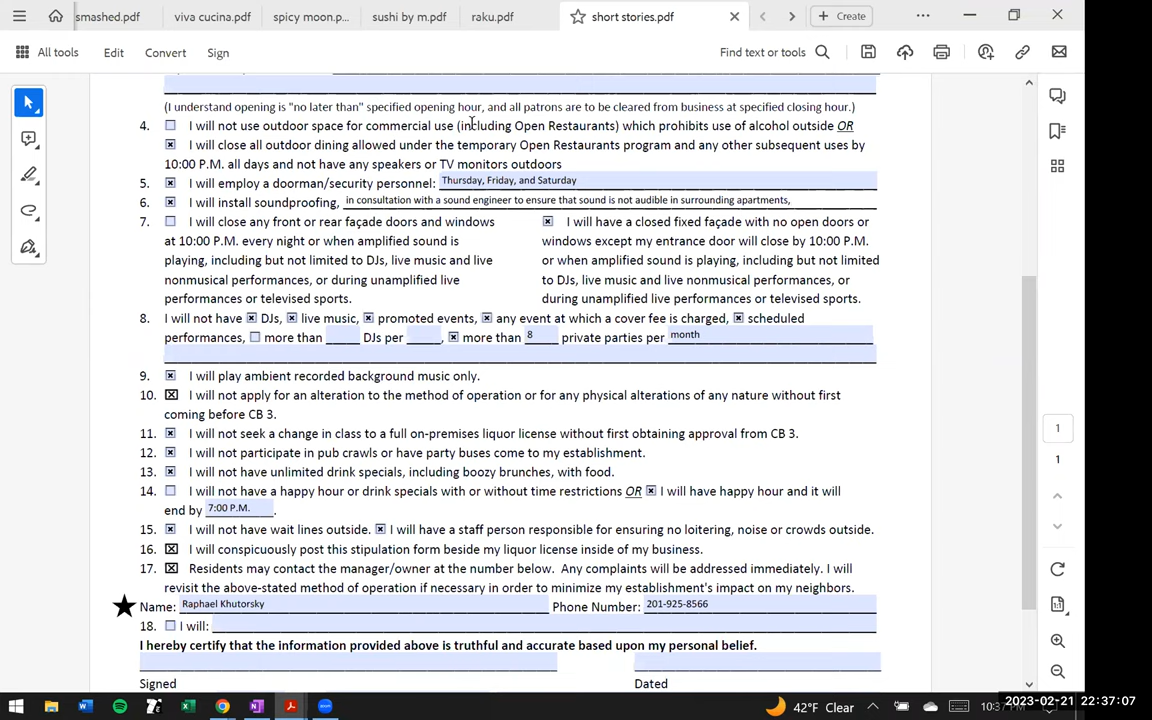 smashed.pdf viva cucina.pdf spicy moon.p... sushi by m.pdf raku.pdf short stories.pdf Create
All tools Edit Convert Sign Find text or tools
(I understand opening is "no later than" specified opening hour, and all patrons are to be cleared from business at specified closing hour.)
4. I will not use outdoor space for commercial use (including Open Restaurants) which prohibits use of alcohol outside OR
I will close all outdoor dining allowed under the temporary Open Restaurants program and any other subsequent uses by
10:00 P.M. all days and not have any speakers or TV monitors outdoors
5. I will employ a doorman/security personnel: Thursday, Friday, and Saturday
6. I will install soundproofing, in consultation with a sound engineer to ensure that sound is not audible in surrounding apartments,
7. I will close any front or rear façade doors and windows
at 10:00 P.M. every night or when amplified sound is
playing, including but not limited to DJs, live music and live
nonmusical performances, or during unamplified live
performances or televised sports.
I will have a closed fixed façade with no open doors or
windows except my entrance door will close by 10:00 P.M.
or when amplified sound is playing, including but not limited
to DJs, live music and live nonmusical performances, or
during unamplified live performances or televised sports.
8. I will not have DJs, live music, promoted events, any event at which a cover fee is charged, scheduled
performances, more than ____ DJs per ____, more than 8 private parties per month
9. I will play ambient recorded background music only.
10. I will not apply for an alteration to the method of operation or for any physical alterations of any nature without first
coming before CB 3.
11. I will not seek a change in class to a full on-premises liquor license without first obtaining approval from CB 3.
12. I will not participate in pub crawls or have party buses come to my establishment.
13. I will not have unlimited drink specials, including boozy brunches, with food.
14. I will not have a happy hour or drink specials with or without time restrictions OR I will have happy hour and it will
end by 7:00 P.M. .
15. I will not have wait lines outside. I will have a staff person responsible for ensuring no loitering, noise or crowds outside.
16. I will conspicuously post this stipulation form beside my liquor license inside of my business.
17. Residents may contact the manager/owner at the number below. Any complaints will be addressed immediately. I will
revisit the above-stated method of operation if necessary in order to minimize my establishment's impact on my neighbors.
Name: Raphael Khutorsky Phone Number: 201-925-8566
18. I will:
I hereby certify that the information provided above is truthful and accurate based upon my personal belief.
Signed Dated
1
1
42°F Clear
2023-02-21 22:37:07